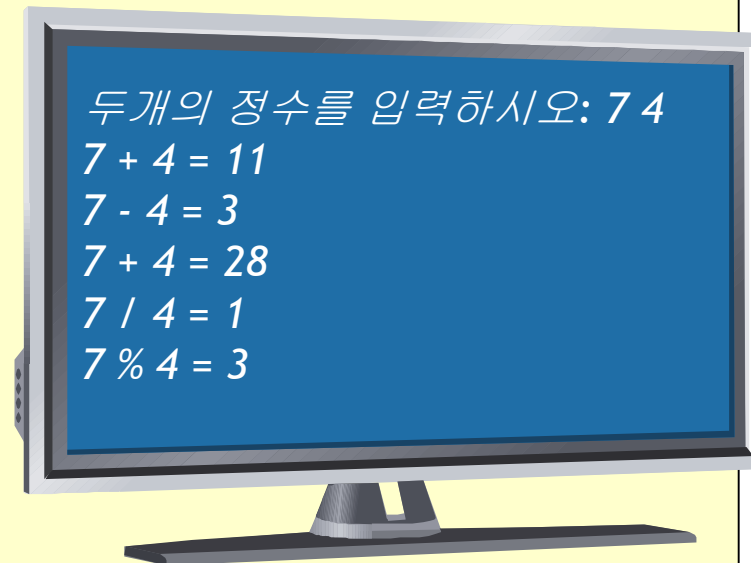 두개의 정수를 입력하시오: 7 4
7 + 4 = 11
7 - 4 = 3
7 + 4 = 28
7 / 4 = 1
7 % 4 = 3